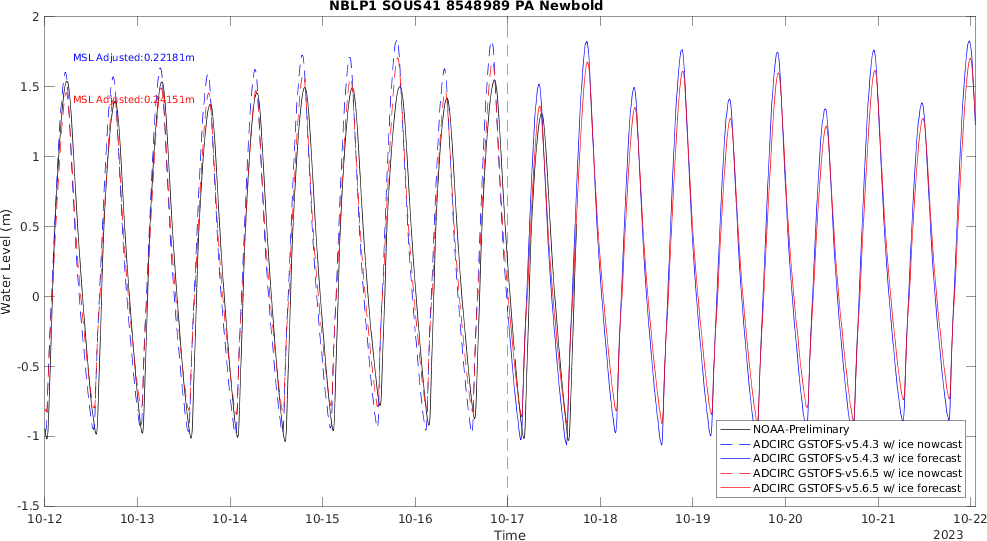 NBLP1 SOUS41 8548989 PA Newbold
2
1.5
1
0.5
0
-0.5
-1
-1.5
Water Level (m)
MSL Adjusted:0.22181m
MSL Adjusted:0.24151m
NOAA-Preliminary
ADCIRC GSTOFS-v5.4.3 w/ ice nowcast
ADCIRC GSTOFS-v5.4.3 w/ ice forecast
ADCIRC GSTOFS-v5.6.5 w/ ice nowcast
ADCIRC GSTOFS-v5.6.5 w/ ice forecast
10-12 10-13 10-14 10-15 10-16 10-17 10-18 10-19 10-20 10-21 10-22
Time
2023